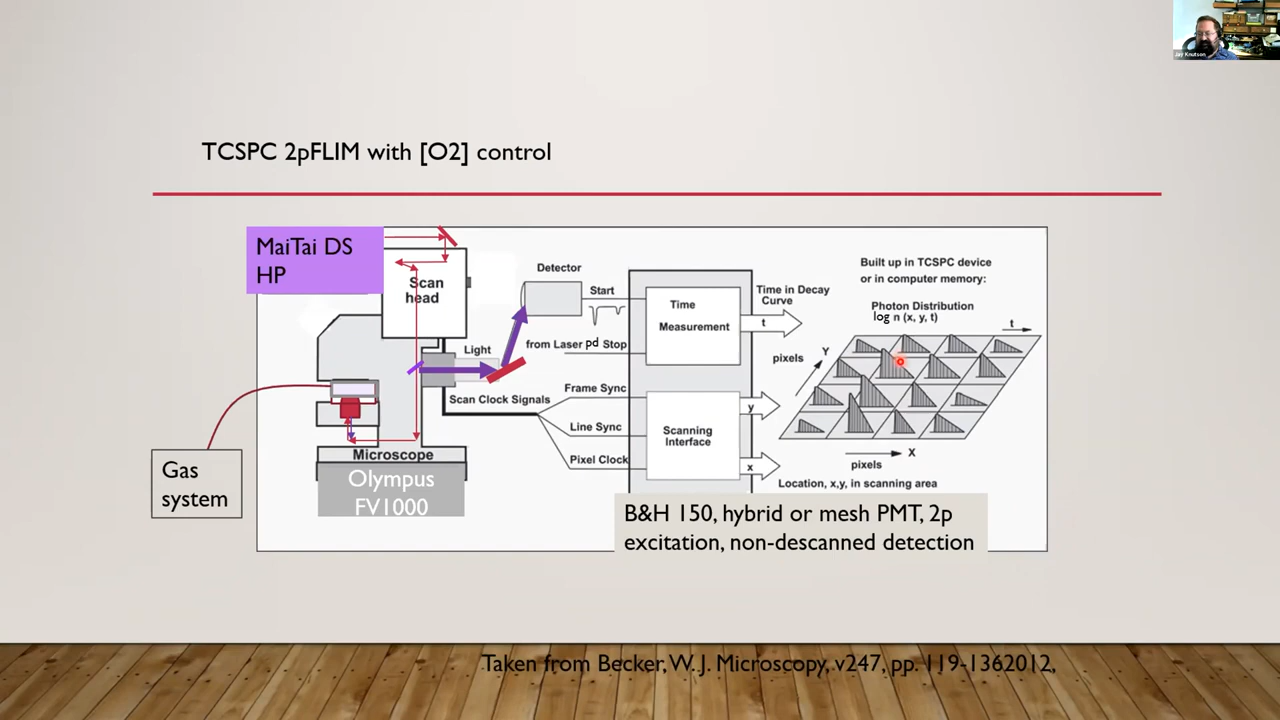 Jay Knutson
TCSPC 2pFLIM with [O2] control
MaiTai DS
HP
Scan
head
Detector
Start
Light
from Laser pd Stop
Time
Measurement
Time in Decay
Curve
t
Built up in TCSPC device
or in computer memory:
Photon Distribution
log n (x, y, t)
t
pixels
Y
Scan Clock Signals
Frame Sync
Line Sync
Pixel Clock
Scanning
Interface
y
x
X
pixels
Location, x,y, in scanning area
Gas
system
Microscope
Olympus
FV1000
B&H 150, hybrid or mesh PMT, 2p
excitation, non-descanned detection
Taken from Becker, W. J. Microscopy, v247, pp. 119-1362012,